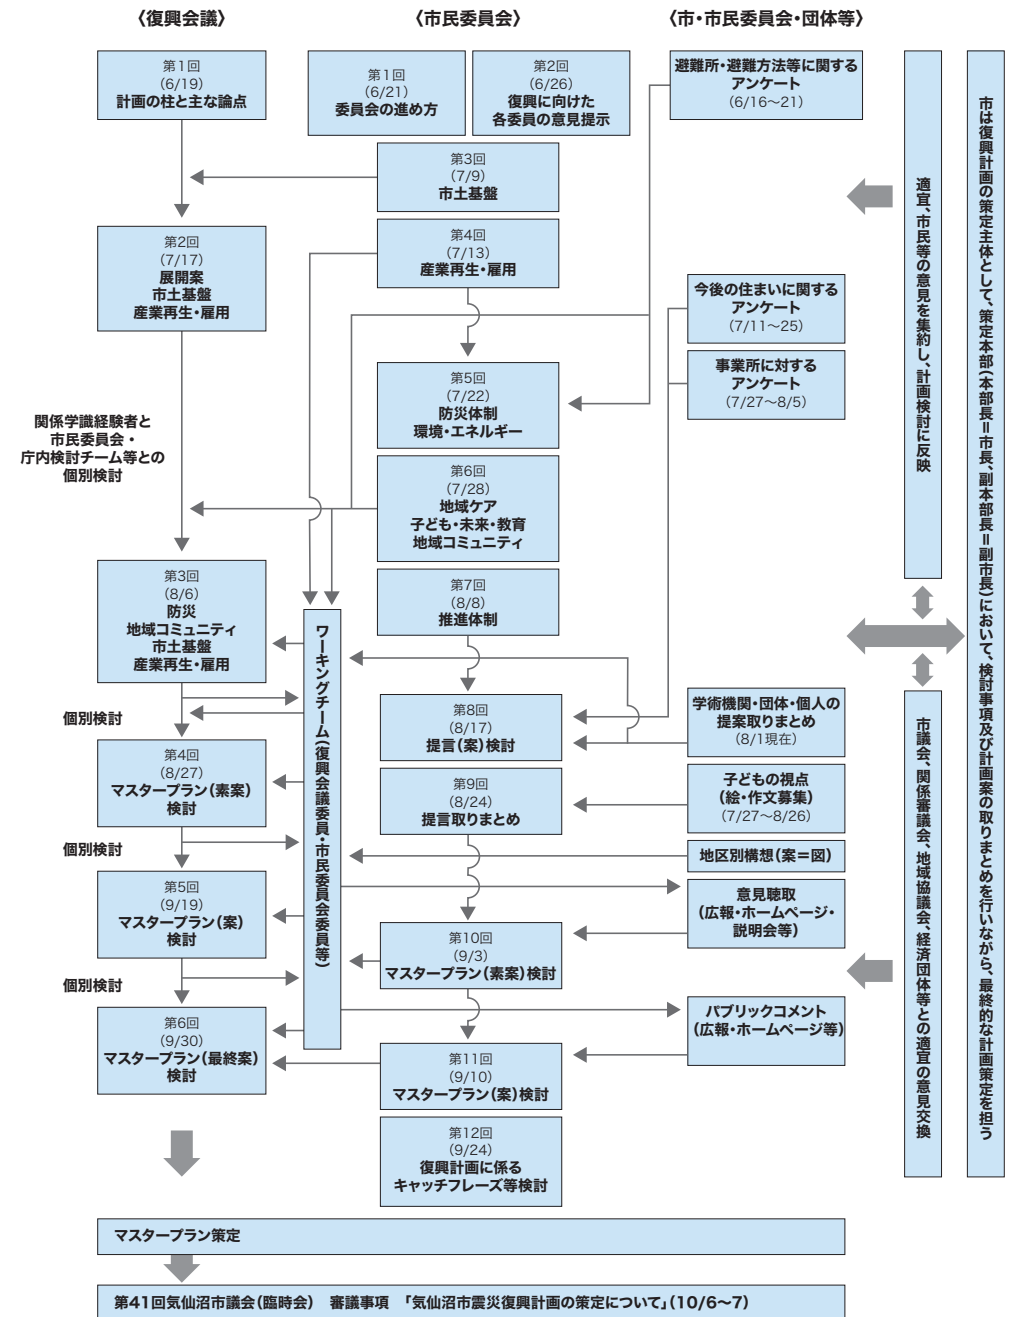 〈復興会議〉
〈市民委員会〉
〈市・市民委員会・団体等〉
第1回
(6/19)
計画の柱と主な論点
第2回
(7/17)
展開案
市土基盤
産業再生・雇用
関係学識経験者と
市民委員会・
庁内検討チーム等との
個別検討
第3回
(8/6)
防災
地域コミュニティ
市土基盤
産業再生・雇用
個別検討
第4回
(8/27)
マスタープラン(素案)
検討
個別検討
第5回
(9/19)
マスタープラン(案)
検討
個別検討
第6回
(9/30)
マスタープラン(最終案)
検討
ワーキングチーム(復興会議委員・市民委員会委員等)
第1回
(6/21)
委員会の進め方
第2回
(6/26)
復興に向けた
各委員の意見提示
第3回
(7/9)
市土基盤
第4回
(7/13)
産業再生・雇用
第5回
(7/22)
防災体制
環境・エネルギー
第6回
(7/28)
地域ケア
子ども・未来・教育
地域コミュニティ
第7回
(8/8)
推進体制
第8回
(8/17)
提言(案)検討
第9回
(8/24)
提言取りまとめ
第10回
(9/3)
マスタープラン(素案)検討
第11回
(9/10)
マスタープラン(案)検討
第12回
(9/24)
復興計画に係る
キャッチフレーズ等検討
避難所・避難方法等に関する
アンケート
(6/16〜21)
今後の住まいに関する
アンケート
(7/11〜25)
事業所に対する
アンケート
(7/27〜8/5)
学術機関・団体・個人の
提案取りまとめ
(8/1現在)
子どもの視点
(絵・作文募集)
(7/27〜8/26)
地区別構想(案=図)
意見聴取
(広報・ホームページ・
説明会等)
パブリックコメント
(広報・ホームページ等)
適宜、市民等の意見を集約し、計画検討に反映
市議会、関係審議会、地域協議会、経済団体等との適宜の意見交換
市は復興計画の策定主体として、策定本部(本部長=市長、副本部長=副市長)において、検討事項及び計画案の取りまとめを行いながら、最終的な計画策定を担う
マスタープラン策定
第41回気仙沼市議会(臨時会) 審議事項 「気仙沼市震災復興計画の策定について」(10/6〜7)